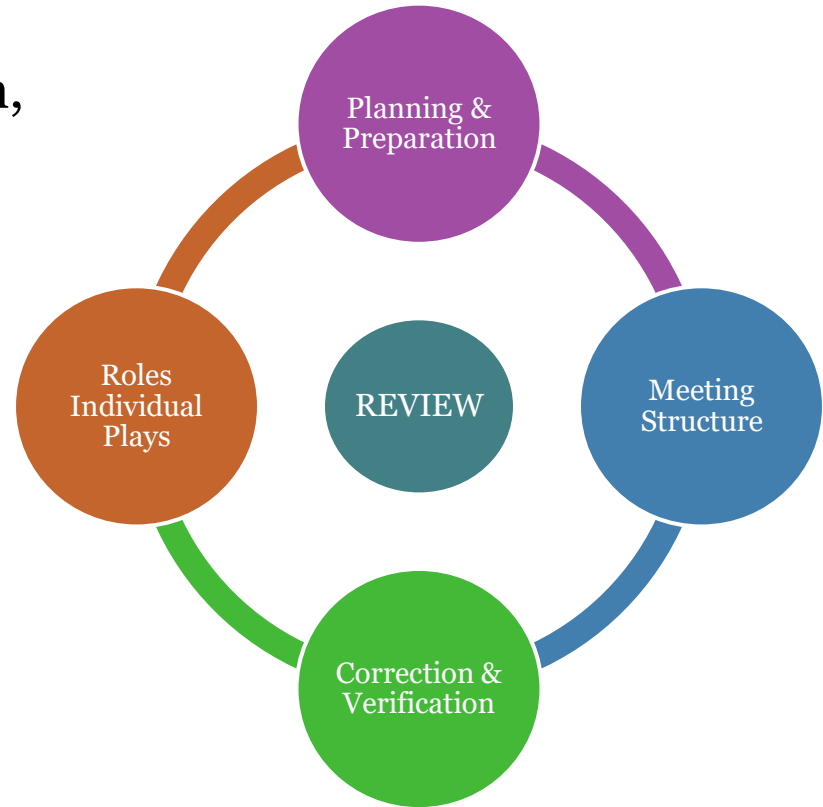 Planning &
Preparation
Roles
Individual
Plays
REVIEW
Meeting
Structure
Correction &
Verification